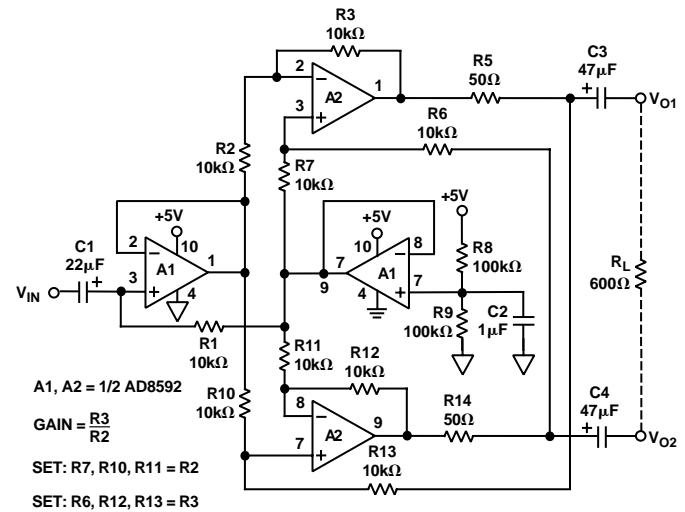 R3
10kΩ
2
1
A2
3
R5
50Ω
C3
47μF
+
VO1
R6
10kΩ
R2
10kΩ
R7
10kΩ
+5V
+5V
+5V
C1
22μF
+
2
10
1
A1
3
4
VIN
7
9
10
8
A1
4
7
R8
100kΩ
R9
100kΩ
C2
1μF
RL
600Ω
R1
10kΩ
R11
10kΩ
R12
10kΩ
R10
10kΩ
8
9
A2
7
R14
50Ω
C4
47μF
+
VO2
R13
10kΩ
A1, A2 = 1/2 AD8592
GAIN = R3
R2
SET: R7, R10, R11 = R2
SET: R6, R12, R13 = R3